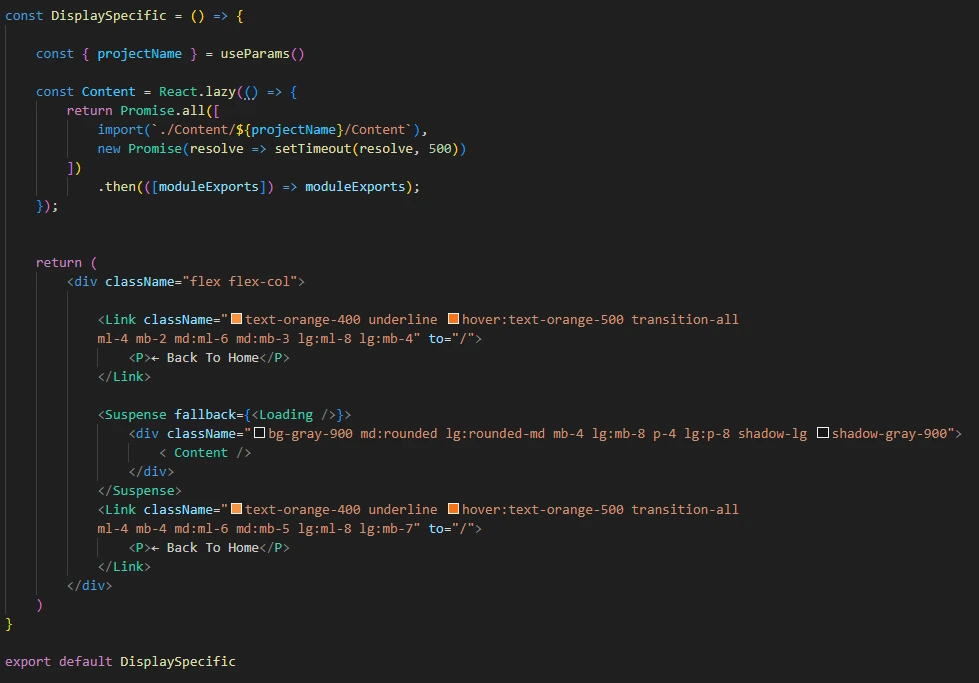 const DisplaySpecific = () => {
const { projectName } = useParams()
const Content = React.lazy(() => {
return Promise.all([
import(`./Content/${projectName}/Content`),
new Promise(resolve => setTimeout(resolve, 500))
])
.then(([moduleExports]) => moduleExports);
});
return (
<div className="flex flex-col">
<Link className="text-orange-400 underline hover:text-orange-500 transition-all
ml-4 mb-2 md:ml-6 md:mb-3 lg:ml-8 lg:mb-4" to="/">
<P>← Back To Home</P>
</Link>
<Suspense fallback={<Loading />}>
<div className="bg-gray-900 md:rounded lg:rounded-md mb-4 lg:mb-8 p-4 lg:p-8 shadow-lg shadow-gray-900">
< Content />
</div>
</Suspense>
<Link className="text-orange-400 underline hover:text-orange-500 transition-all
ml-4 mb-4 md:ml-6 md:mb-5 lg:ml-8 lg:mb-7" to="/">
<P>← Back To Home</P>
</Link>
</div>
)
}
export default DisplaySpecific